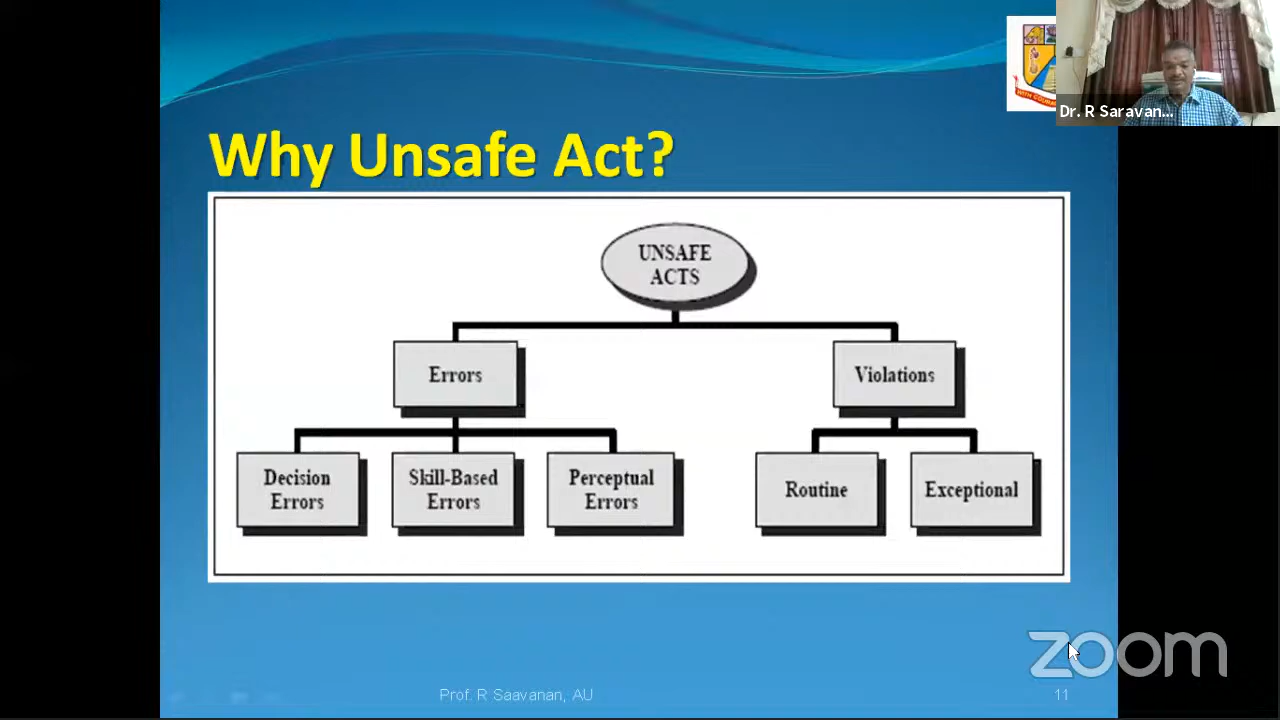 Dr. R Saravan...
Why Unsafe Act?
UNSAFE
ACTS
Errors
Violations
Decision
Errors
Skill-Based
Errors
Perceptual
Errors
Routine
Exceptional
zoom
Prof. R Saavanan, AU
11